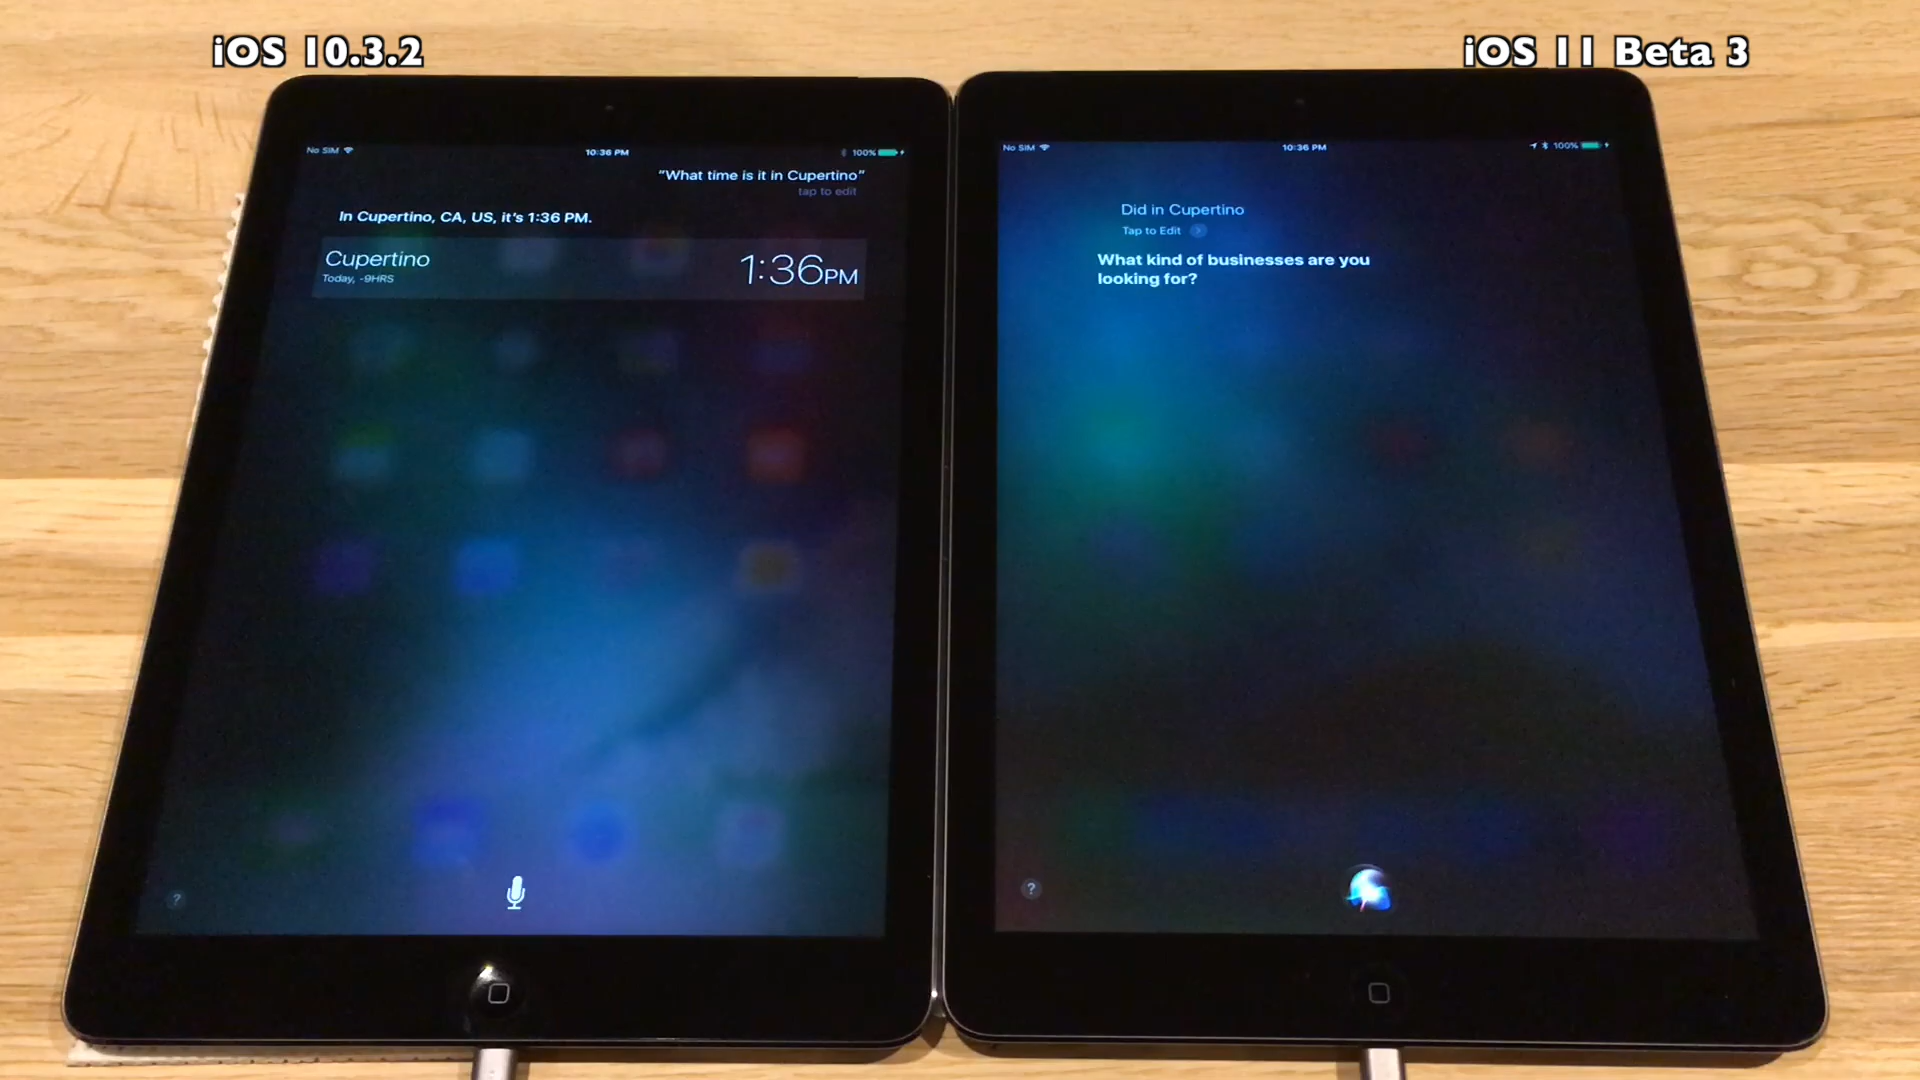 iOS 10.3.2
iOS 11 Beta 3
No SIM
10:36 PM
100%
"What time is it in Cupertino"
tap to edit
In Cupertino, CA, US, it's 1:36 PM.
Cupertino
Today, -9HRS
1:36PM
?
No SIM
10:36 PM
100%
Did in Cupertino
Tap to Edit
What kind of businesses are you
looking for?
?